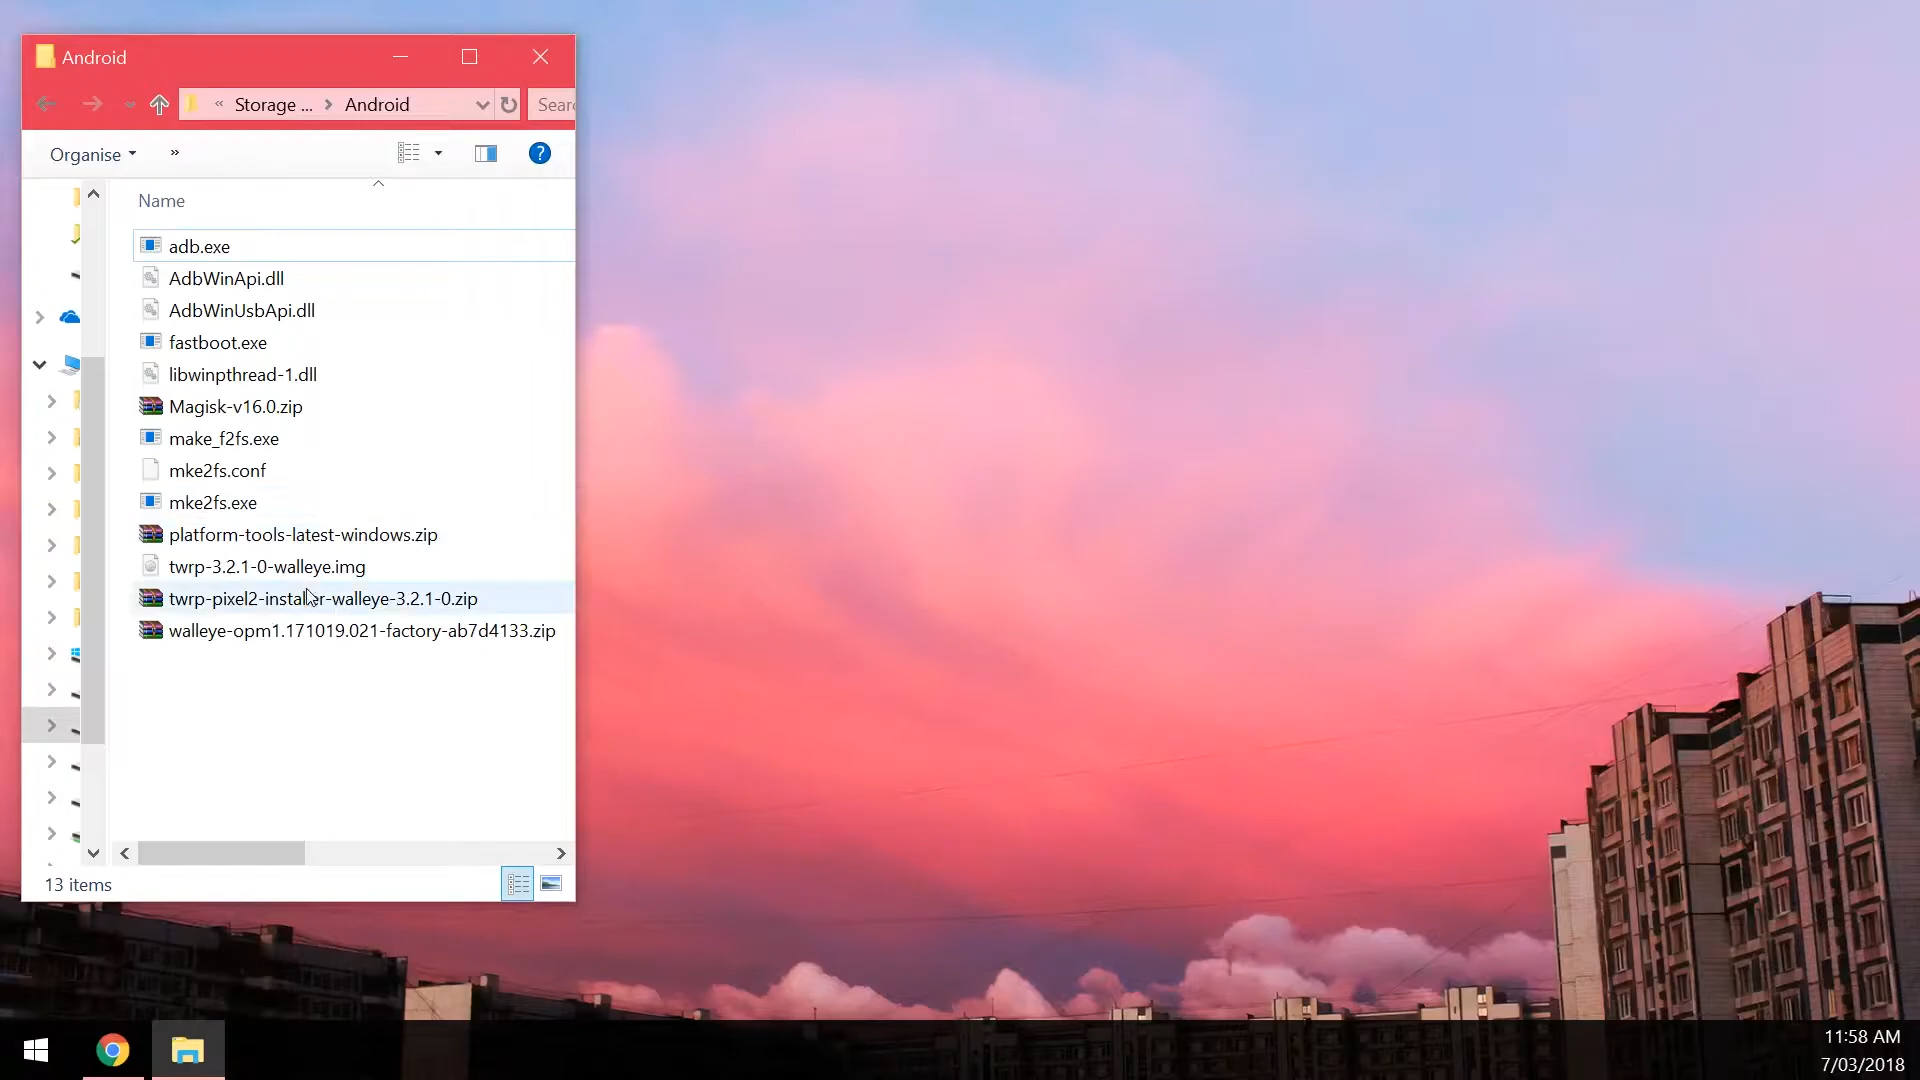 Android
« Storage ... > Android
Sear
Organise
»
?
Name
adb.exe
AdbWinApi.dll
AdbWinUsbApi.dll
fastboot.exe
libwinpthread-1.dll
Magisk-v16.0.zip
make_f2fs.exe
mke2fs.conf
mke2fs.exe
platform-tools-latest-windows.zip
twrp-3.2.1-0-walleye.img
twrp-pixel2-installer-walleye-3.2.1-0.zip
walleye-opm1.171019.021-factory-ab7d4133.zip
13 items
11:58 AM
7/03/2018